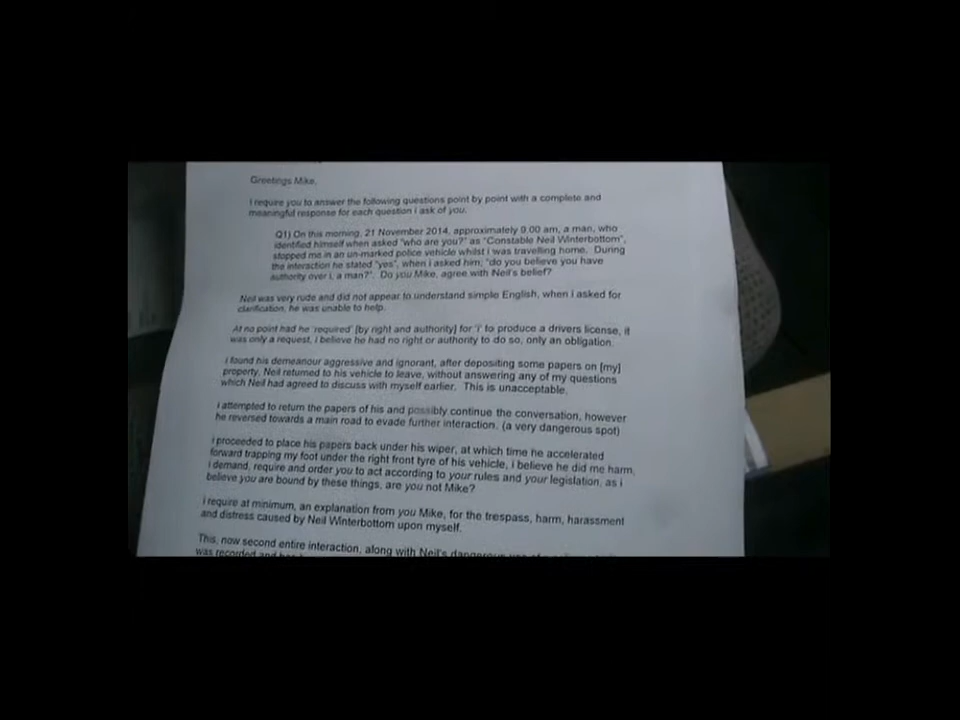 Greetings Mike,
I require you to answer the following questions point by point with a complete and
meaningful response for each question i ask of you.
Q1) On this morning, 21 November 2014, approximately 9.00 am, a man, who
identified himself when asked "who are you?" as "Constable Neil Winterbottom",
stopped me in an un-marked police vehicle whilst i was travelling home. During
the interaction he stated "yes", when i asked him, "do you believe you have
authority over i, a man?". Do you Mike, agree with Neil's belief?
Neil was very rude and did not appear to understand simple English, when i asked for
clarification, he was unable to help.
At no point had he 'required' [by right and authority] for 'i' to produce a drivers license, it
was only a request, i believe he had no right or authority to do so, only an obligation.
i found his demeanour aggressive and ignorant, after depositing some papers on [my]
property, Neil returned to his vehicle to leave, without answering any of my questions
which Neil had agreed to discuss with myself earlier. This is unacceptable.
i attempted to return the papers of his and possibly continue the conversation, however
he reversed towards a main road to evade further interaction. (a very dangerous spot)
i proceeded to place his papers back under his wiper, at which time he accelerated
forward trapping my foot under the right front tyre of his vehicle, i believe he did me harm,
i demand, require and order you to act according to your rules and your legislation, as i
believe you are bound by these things, are you not Mike?
i require at minimum, an explanation from you Mike, for the trespass, harm, harassment
and distress caused by Neil Winterbottom upon myself.
This, now second entire interaction, along with Neil's dangerous use of a
was recorded and